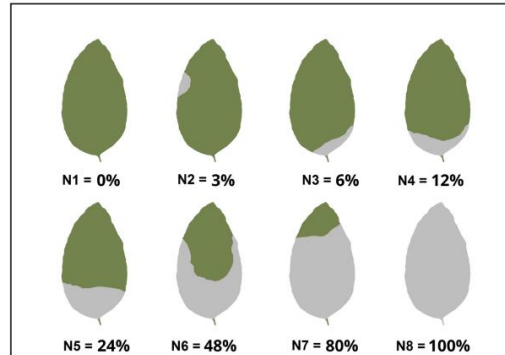 N1 = 0%
N2 = 3%
N3 = 6%
N4 = 12%
N5 = 24%
N6 = 48%
N7 = 80%
N8 = 100%